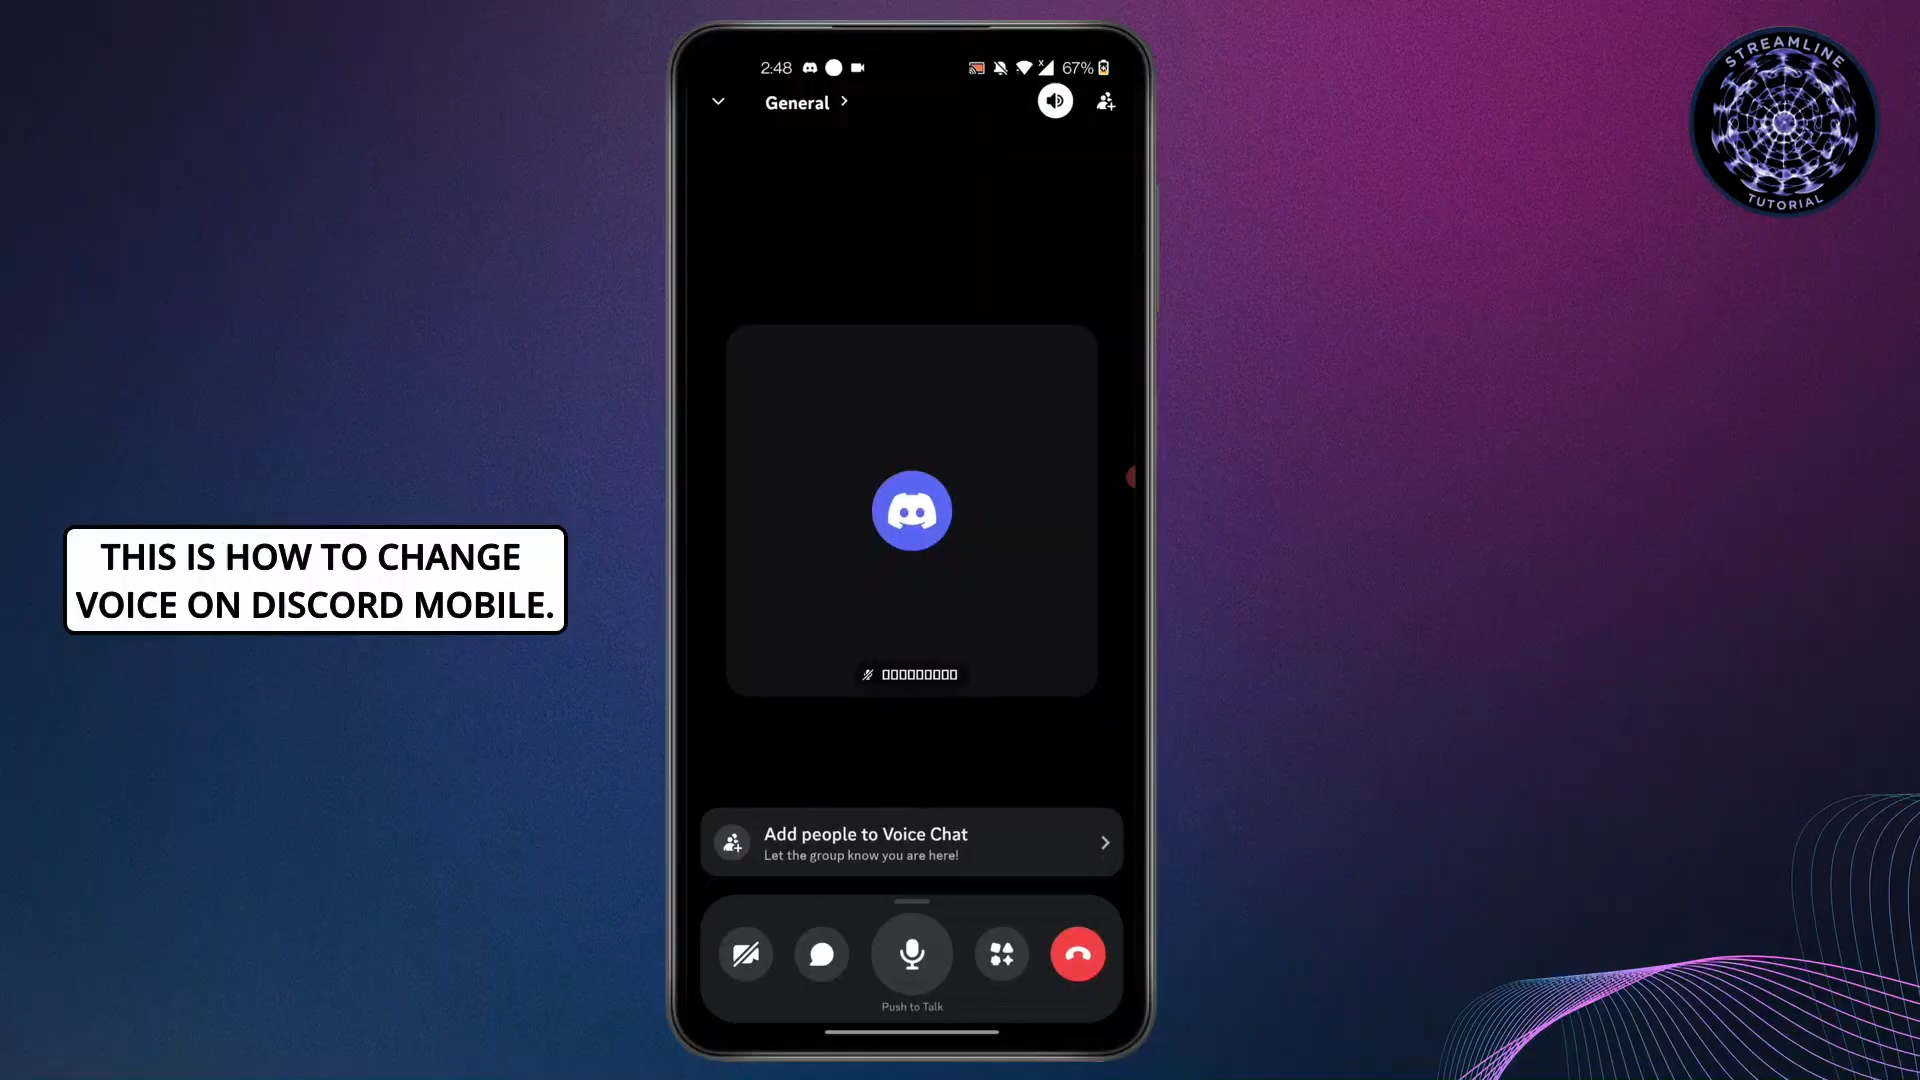 STREAMLINE
TUTORIAL
2:48
67%
General
THIS IS HOW TO CHANGE
VOICE ON DISCORD MOBILE.
Add people to Voice Chat
Let the group know you are here!
Push to Talk